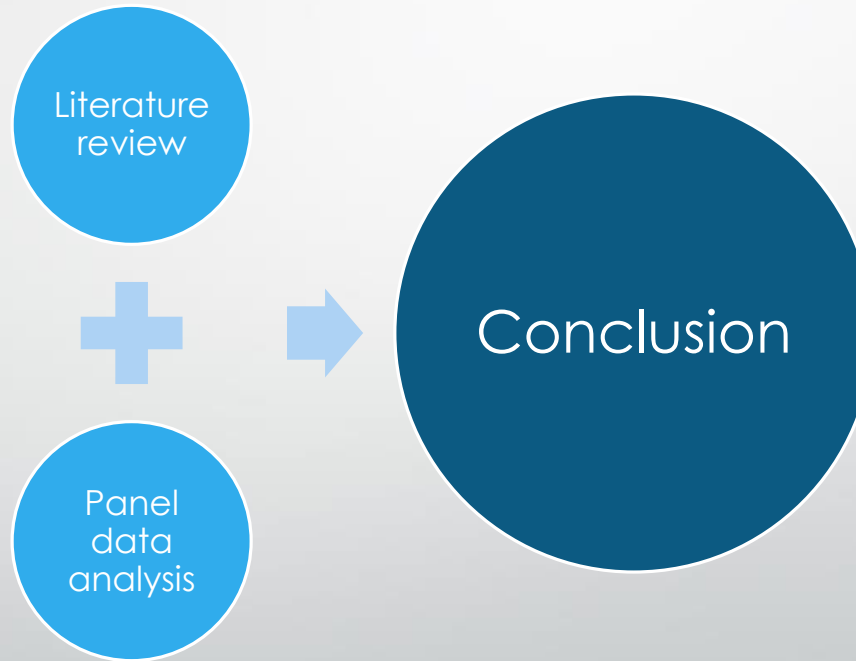 Literature
review
Conclusion
Panel
data
analysis